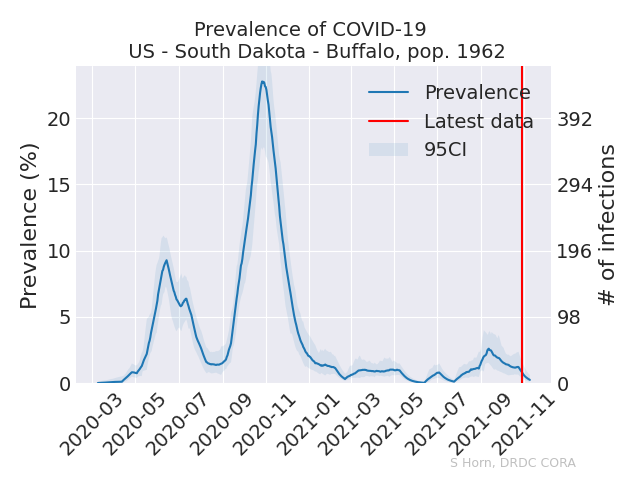 Prevalence of COVID-19
US - South Dakota - Buffalo, pop. 1962
Prevalence
Latest data
95CI
Prevalence (%)
20
15
10
5
0
392
294
196
98
0
# of infections
2020-03
2020-05
2020-07
2020-09
2020-11
2021-01
2021-03
2021-05
2021-07
2021-09
2021-11
S Horn, DRDC CORA